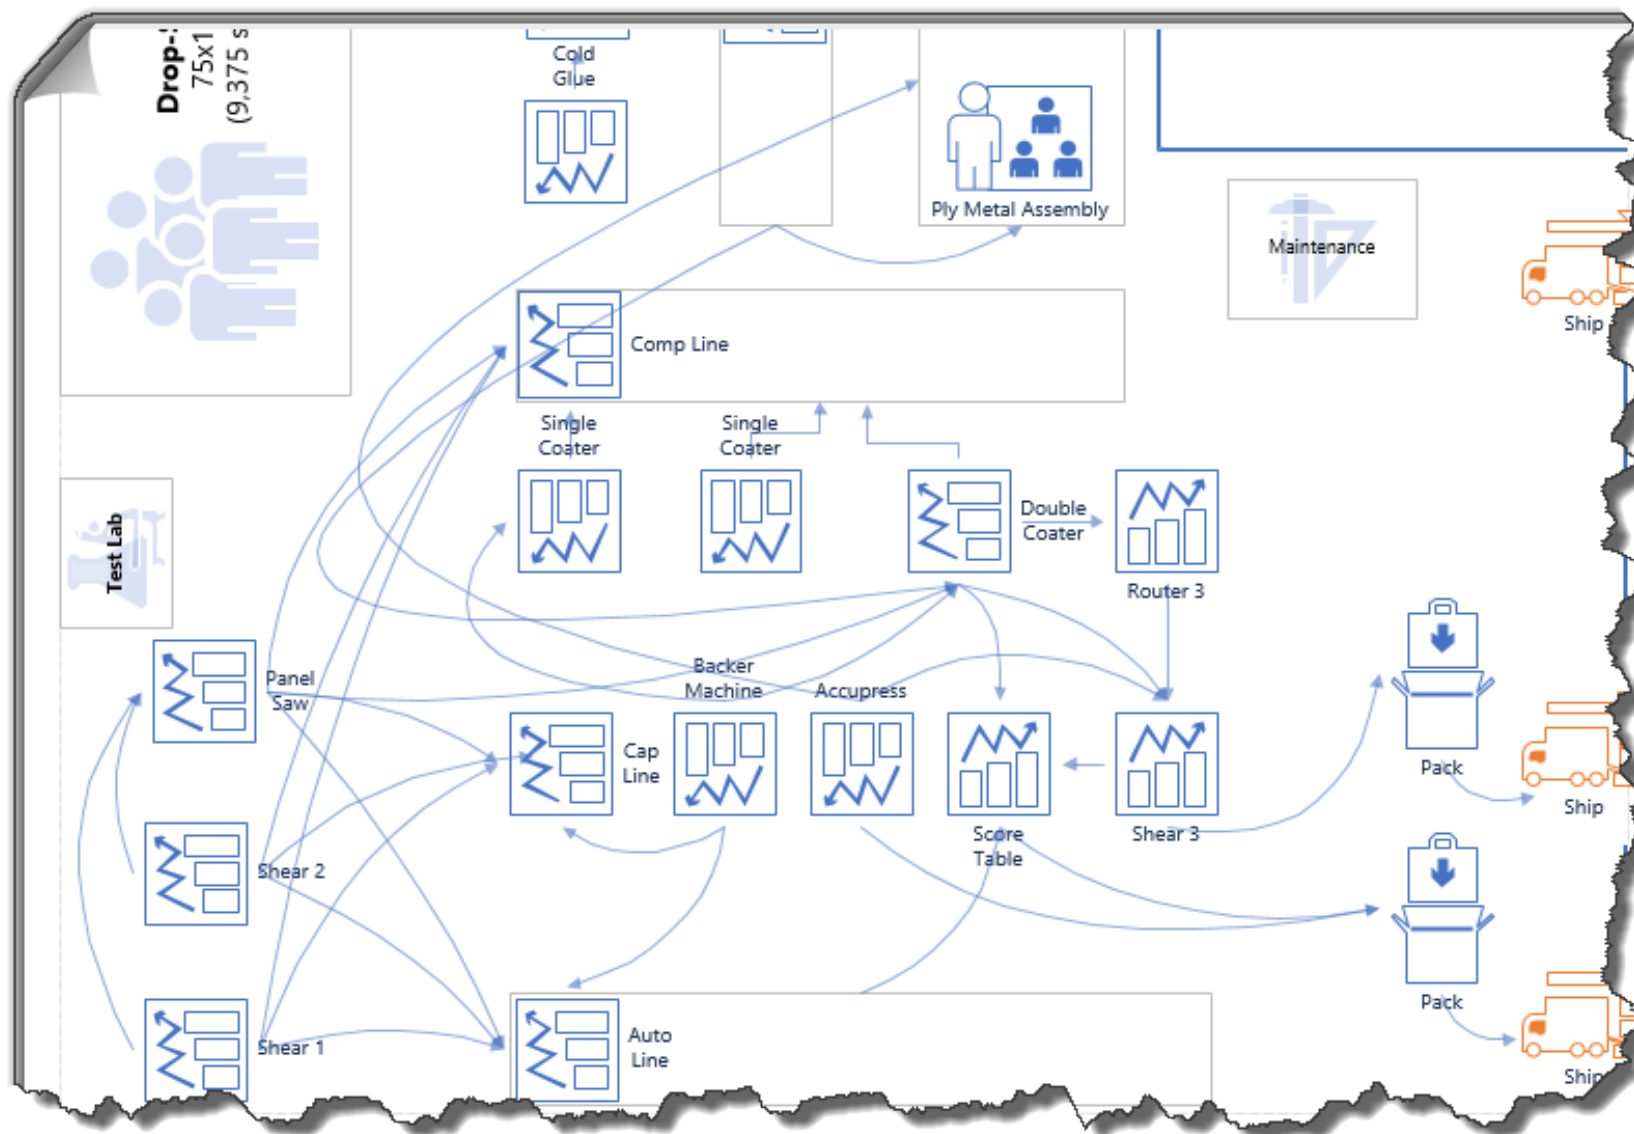 Drop-S
75x1
(9,375 s
Cold
Glue
Ply Metal Assembly
Maintenance
Ship
Comp Line
Single
Coater
Single
Coater
Double
Coater
Router 3
Test Lab
Panel
Saw
Backer
Machine
Accupress
Cap
Line
Pack
Ship
Shear 2
Score
Table
Shear 3
Pack
Shear 1
Auto
Line
Ship